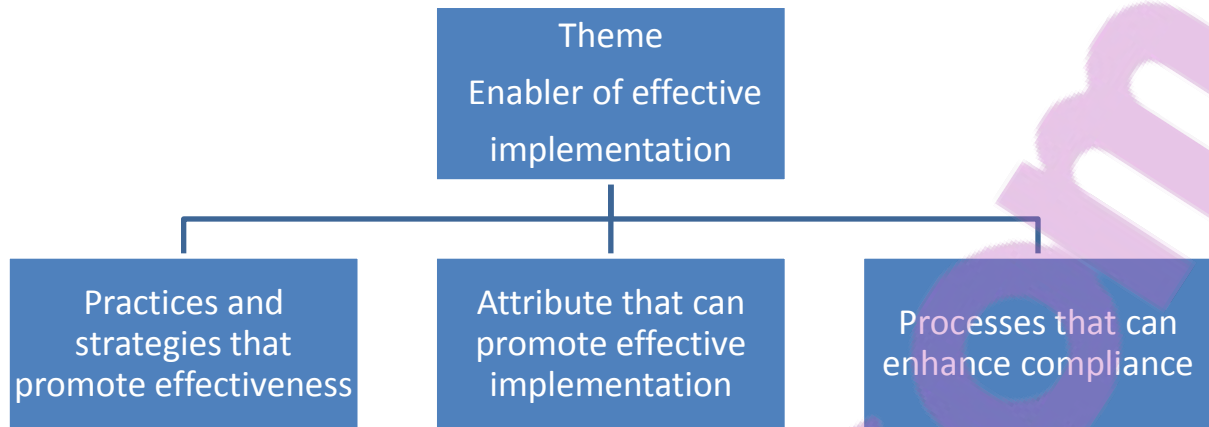 Theme
Enabler of effective
implementation
Practices and
strategies that
promote effectiveness
Attribute that can
promote effective
implementation
Processes that can
enhance compliance